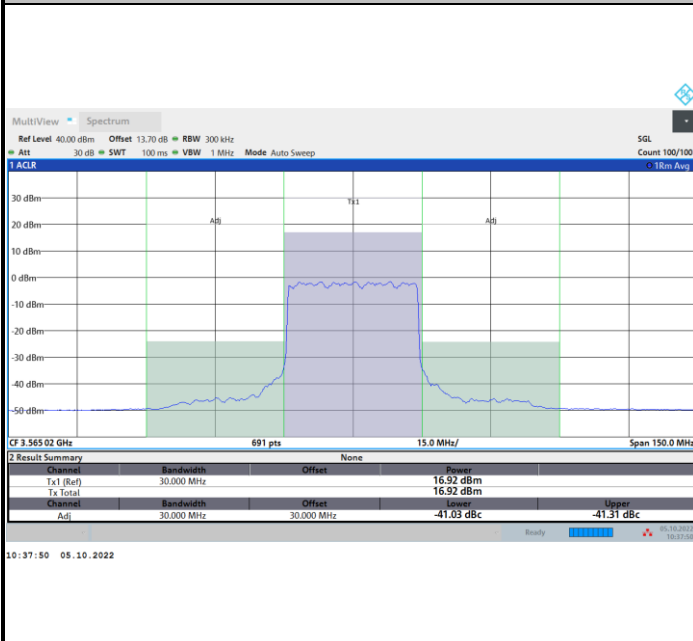 MultiView Spectrum
Ref Level 40.00 dBm Offset 13.70 dB RBW 300 kHz SGL
Att 30 dB SWT 100 ms VBW 1 MHz Mode Auto Sweep Count 100/100
1 ACLR 1Rm Avg
30 dBm
Tx1
20 dBm
Adj Adj
10 dBm
0 dBm
-10 dBm
-20 dBm
-30 dBm
-40 dBm
-50 dBm
CF 3.565 02 GHz 691 pts 15.0 MHz/ Span 150.0 MHz
2 Result Summary None
Channel Bandwidth Offset Power
Tx1 (Ref) 30.000 MHz 16.92 dBm
Tx Total 16.92 dBm
Channel Bandwidth Offset Lower Upper
Adj 30.000 MHz 30.000 MHz -41.03 dBc -41.31 dBc
Ready 05.10.2022
10:37:50
10:37:50 05.10.2022